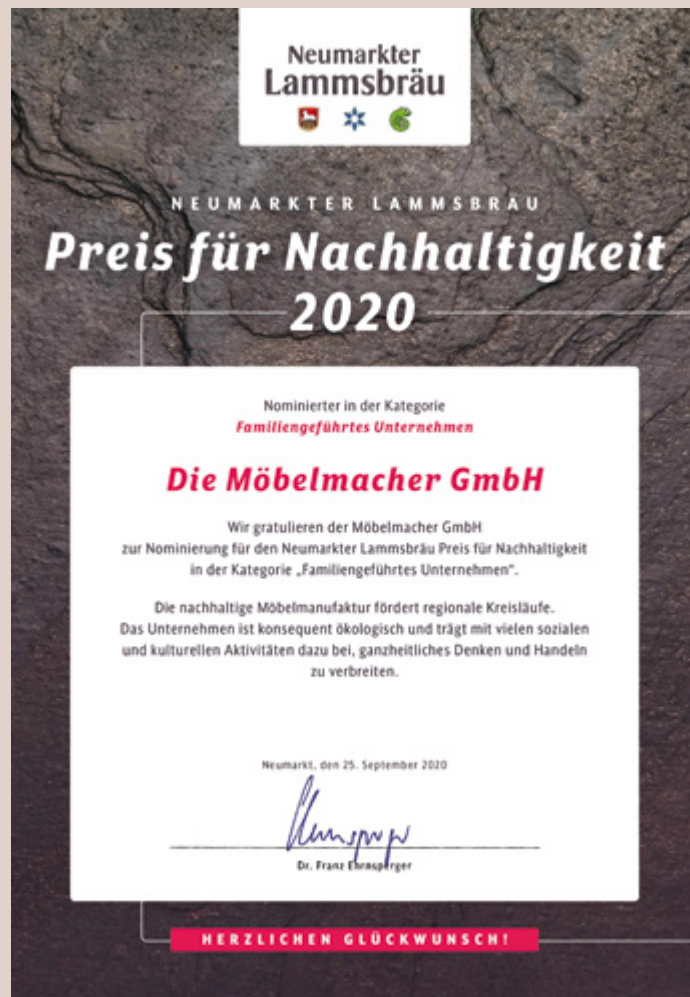 Neumarkter
Lammsbräu
NEUMARKTER LAMMSBRÄU
Preis für Nachhaltigkeit
2020
Nominierter in der Kategorie
Familiengeführtes Unternehmen
Die Möbelmacher GmbH
Wir gratulieren der Möbelmacher GmbH
zur Nominierung für den Neumarkter Lammsbräu Preis für Nachhaltigkeit
in der Kategorie „Familiengeführtes Unternehmen“.
Die nachhaltige Möbelmanufaktur fördert regionale Kreisläufe.
Das Unternehmen ist konsequent ökologisch und trägt mit vielen sozialen
und kulturellen Aktivitäten dazu bei, ganzheitliches Denken und Handeln
zu verbreiten.
Neumarkt, den 25. September 2020
Dr. Franz Ehrnsperger
HERZLICHEN GLÜCKWUNSCH!